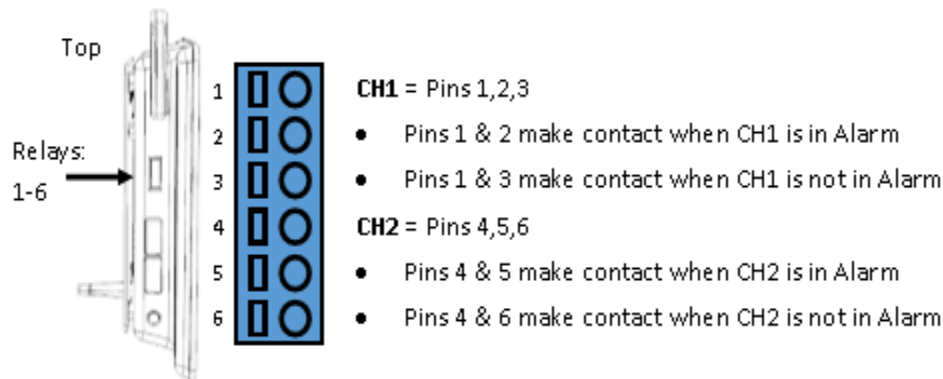 Top
Relays:
1-6
1
2
3
4
5
6
CH1 = Pins 1,2,3
• Pins 1 & 2 make contact when CH1 is in Alarm
• Pins 1 & 3 make contact when CH1 is not in Alarm
CH2 = Pins 4,5,6
• Pins 4 & 5 make contact when CH2 is in Alarm
• Pins 4 & 6 make contact when CH2 is not in Alarm